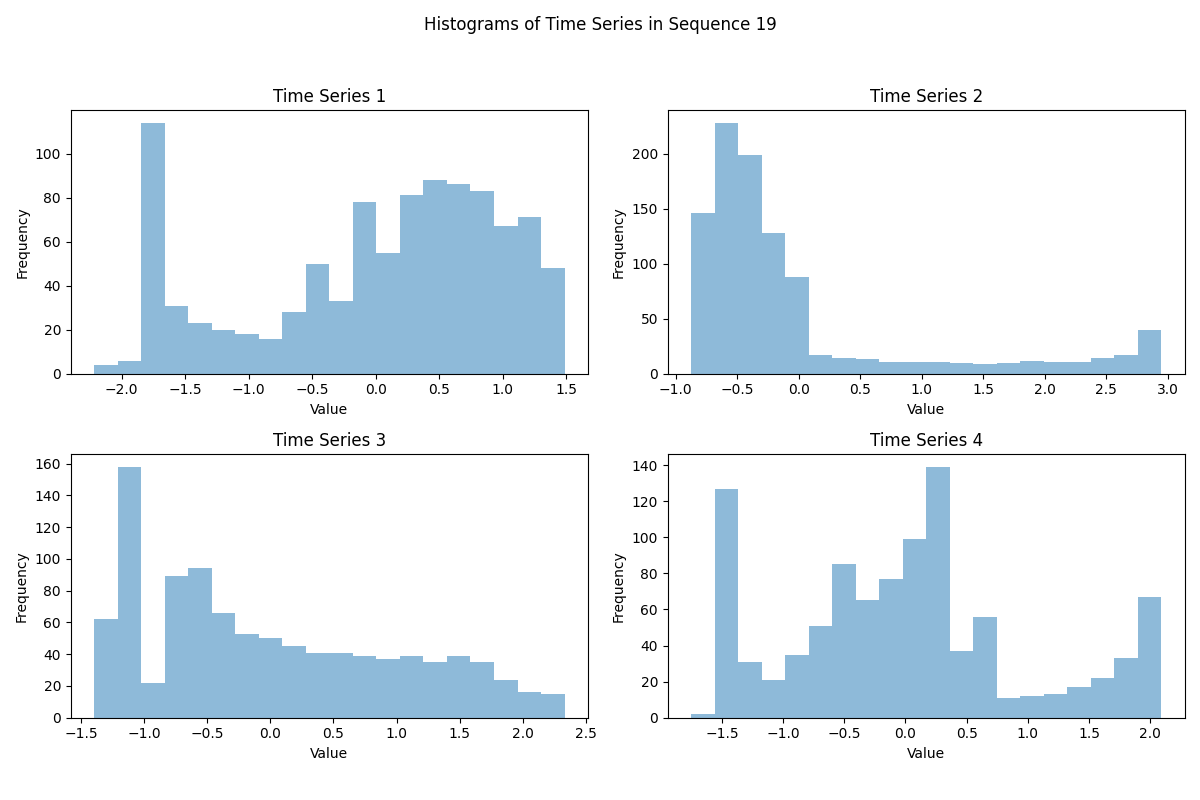 Histograms of Time Series in Sequence 19
Time Series 1
Frequency
0 20 40 60 80 100
−2.0 −1.5 −1.0 −0.5 0.0 0.5 1.0 1.5
Value
Time Series 2
Frequency
0 50 100 150 200
−1.0 −0.5 0.0 0.5 1.0 1.5 2.0 2.5 3.0
Value
Time Series 3
Frequency
0 20 40 60 80 100 120 140 160
−1.5 −1.0 −0.5 0.0 0.5 1.0 1.5 2.0 2.5
Value
Time Series 4
Frequency
0 20 40 60 80 100 120 140
−1.5 −1.0 −0.5 0.0 0.5 1.0 1.5 2.0
Value